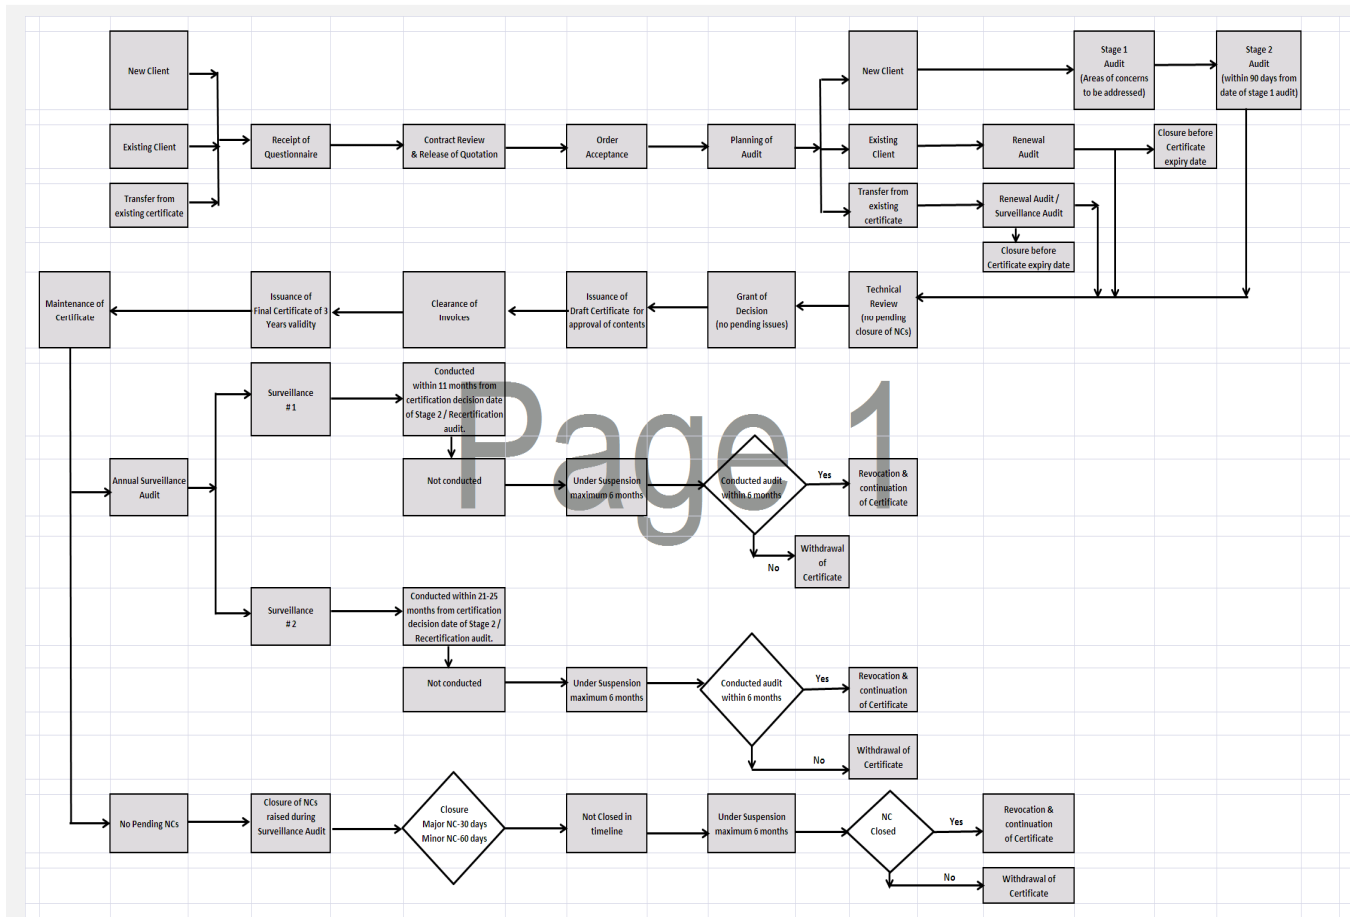 New Client
Existing Client
Transfer from
existing certificate
Receipt of
Questionnaire
Contract Review
& Release of Quotation
Order
Acceptance
Planning of
Audit
New Client
Stage 1
Audit
(Areas of concerns
to be addressed)
Stage 2
Audit
(within 90 days from
date of stage 1 audit)
Existing
Client
Renewal
Audit
Closure before
Certificate
expiry date
Transfer from
existing
certificate
Renewal Audit /
Surveillance Audit
Closure before
Certificate expiry date
Maintenance of
Certificate
Issuance of
Final Certificate of 3
Years validity
Clearance of
Invoices
Issuance of
Draft Certificate for
approval of contents
Grant of
Decision
(no pending issues)
Technical
Review
(no pending
closure of NCs)
Surveillance
#1
Conducted
within 11 months from
certification decision date
of Stage 2 / Recertification
audit.
Page 1
Annual Surveillance
Audit
Not conducted
Under Suspension
maximum 6 months
Conducted audit
within 6 months
Yes
Revocation &
continuation
of Certificate
No
Withdrawal
of
Certificate
Surveillance
#2
Conducted within 21-25
months from certification
decision date of Stage 2 /
Recertification audit.
Not conducted
Under Suspension
maximum 6 months
Conducted audit
within 6 months
Yes
Revocation &
continuation
of Certificate
No
Withdrawal of
Certificate
No Pending NCs
Closure of NCs
raised during
Surveillance Audit
Closure
Major NC-30 days
Minor NC-60 days
Not Closed in
timeline
Under Suspension
maximum 6 months
NC
Closed
Yes
Revocation &
continuation
of Certificate
No
Withdrawal of
Certificate